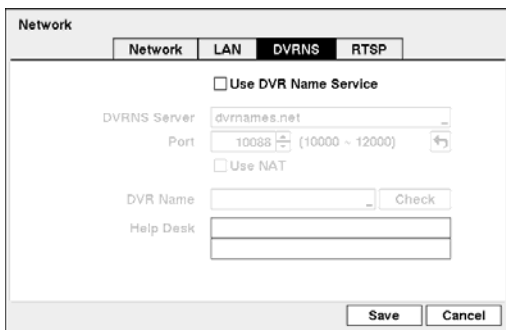 Network
Network LAN DVRNS RTSP
Use DVR Name Service
DVRNS Server dvrnames.net
Port 10088 (10000 ~ 12000)
Use NAT
DVR Name Check
Help Desk
Save Cancel